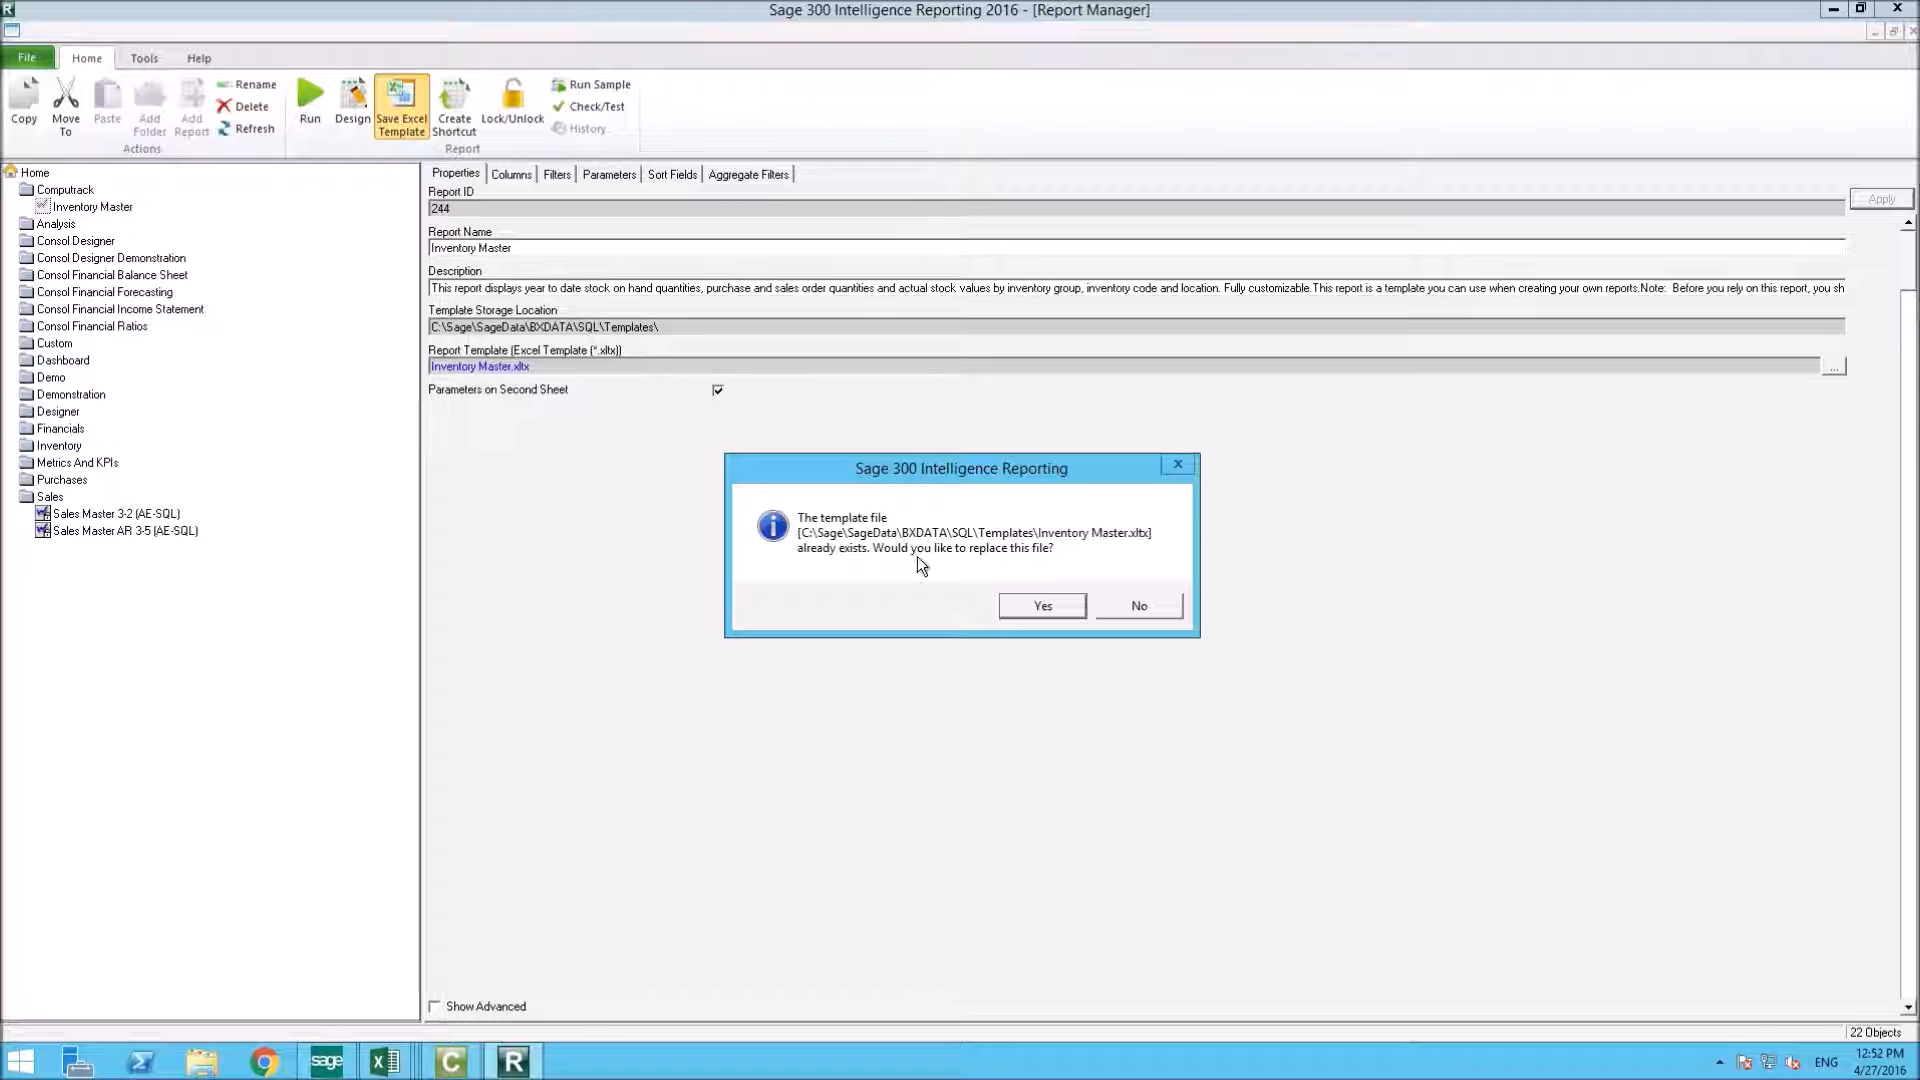 Sage 300 Intelligence Reporting 2016 - [Report Manager]
File
Home
Tools
Help
Copy
Move To
Paste
Add Folder
Add Report
Rename
Delete
Refresh
Run
Design
Save Excel Template
Create Shortcut
Lock/Unlock
Run Sample
Check/Test
History
Actions
Report
Home
Computrack
Inventory Master
Analysis
Consol Designer
Consol Designer Demonstration
Consol Financial Balance Sheet
Consol Financial Forecasting
Consol Financial Income Statement
Consol Financial Ratios
Custom
Dashboard
Demo
Demonstration
Designer
Financials
Inventory
Metrics And KPIs
Purchases
Sales
Sales Master 3-2 (AE-SQL)
Sales Master AR 3-5 (AE-SQL)
Properties
Columns
Filters
Parameters
Sort Fields
Aggregate Filters
Report ID
244
Apply
Report Name
Inventory Master
Description
This report displays year to date stock on hand quantities, purchase and sales order quantities and actual stock values by inventory group, inventory code and location. Fully customizable.This report is a template you can use when creating your own reports.Note: Before you rely on this report, you sh
Template Storage Location
C:\Sage\SageData\BXDATA\SQL\Templates\
Report Template (Excel Template (*.xltx))
Inventory Master.xltx
...
Parameters on Second Sheet
Sage 300 Intelligence Reporting
The template file
[C:\Sage\SageData\BXDATA\SQL\Templates\Inventory Master.xltx]
already exists. Would you like to replace this file?
Yes
No
Show Advanced
22 Objects
sage
C
R
ENG
12:52 PM
4/27/2016